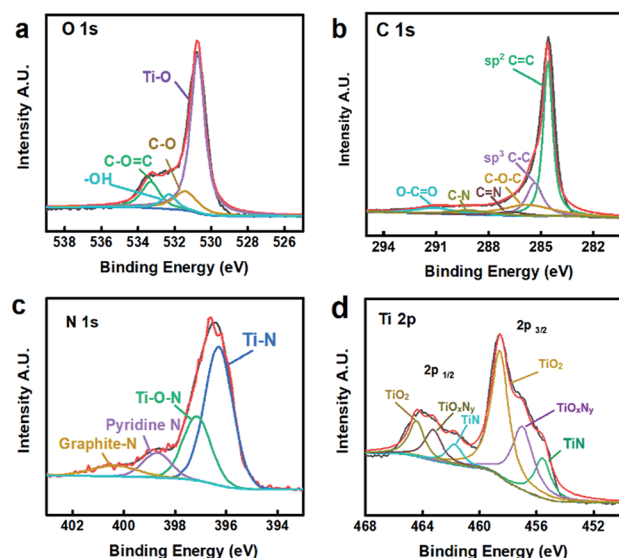 a
O 1s
Intensity A.U.
Ti-O
C-O
C-O=C
-OH
538 536 534 532 530 528 526
Binding Energy (eV)
b
C 1s
Intensity A.U.
sp² C=C
sp³ C-C
C-O-C
C=N
C-N
O-C=O
294 291 288 285 282
Binding Energy (eV)
c
N 1s
Intensity A.U.
Ti-N
Ti-O-N
Pyridine N
Graphite-N
402 400 398 396 394
Binding Energy (eV)
d
Ti 2p
Intensity A.U.
2p 3/2
2p 1/2
TiO₂
TiOₓNᵧ
TiN
TiO₂
TiOₓNᵧ
TiN
468 464 460 456 452
Binding Energy (eV)